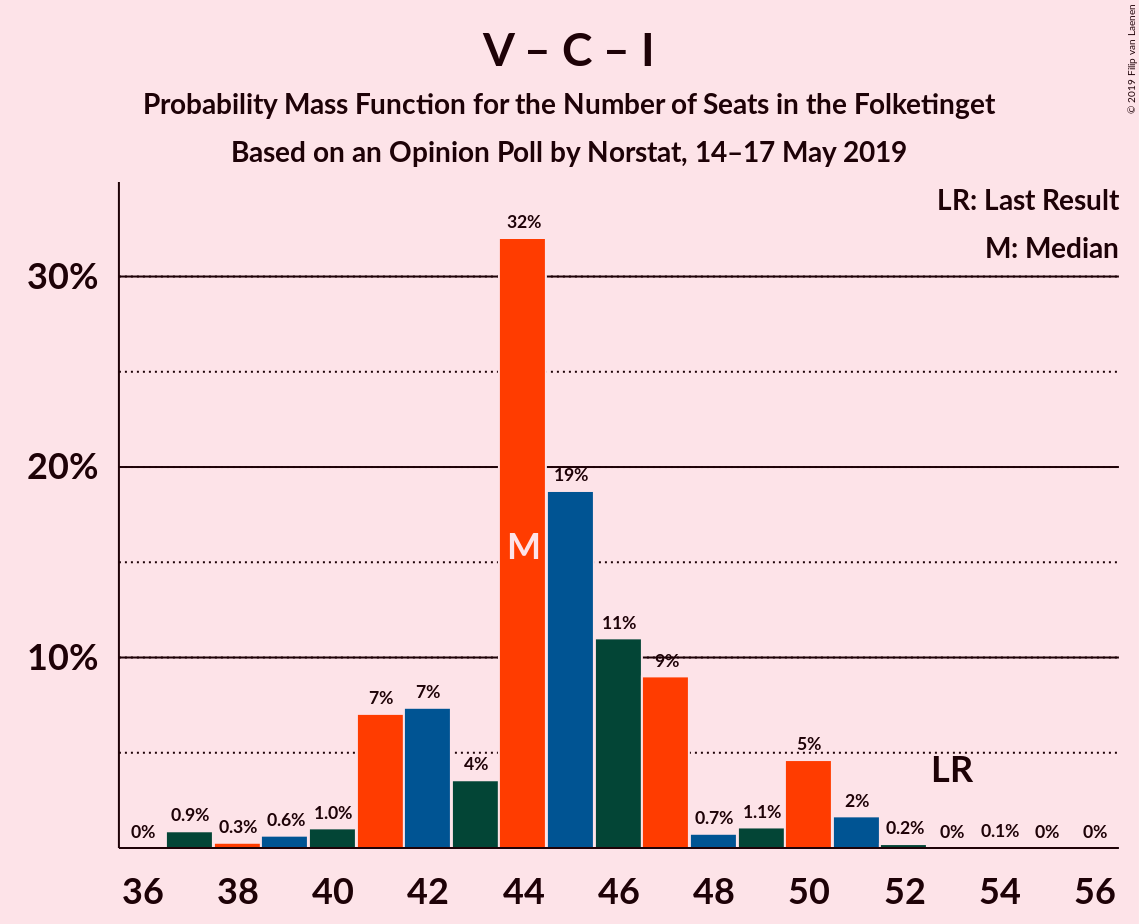 V – C – I
Probability Mass Function for the Number of Seats in the Folketinget
Based on an Opinion Poll by Norstat, 14–17 May 2019
© 2019 Filip van Laenen
LR: Last Result
M: Median
30%
20%
10%
0%
0.9%
0.3%
0.6%
1.0%
7%
7%
4%
32%
19%
11%
9%
0.7%
1.1%
5%
2%
0.2%
0%
0.1%
0%
0%
M
LR
36 38 40 42 44 46 48 50 52 54 56